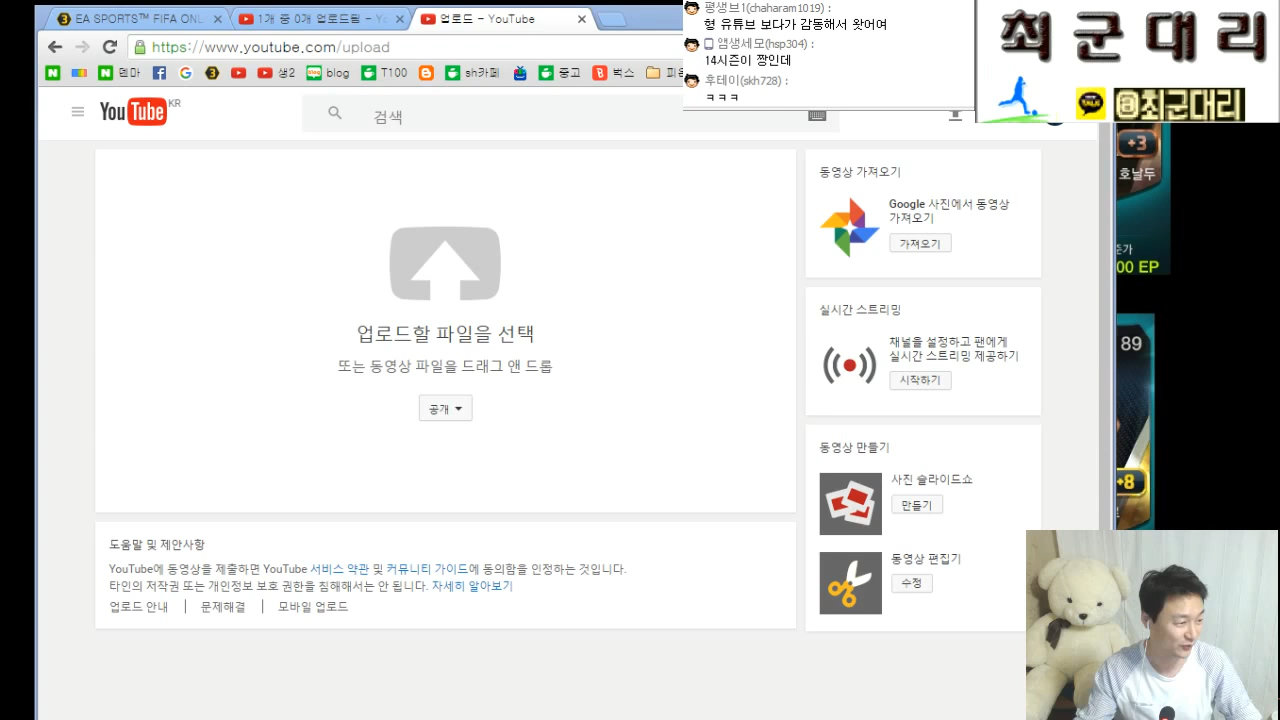 EA SPORTS™ FIFA ONL
1개 중 0개 업로드됨 - Yo
업로드 - YouTube
https://www.youtube.com/upload
샘2
blog
T100
sh카페
중고
벅스
평생브1(chaharam1019) :
형 유튜브 보다가 감동해서 왓어여
앱생세모(hsp304) :
14시즌이 짱인데
후테이(skh728) :
ㅋㅋㅋ
최군대리
@최군대리
YouTube KR
검색
업로드할 파일을 선택
또는 동영상 파일을 드래그 앤 드롭
공개
동영상 가져오기
Google 사진에서 동영상
가져오기
가져오기
실시간 스트리밍
채널을 설정하고 팬에게
실시간 스트리밍 제공하기
시작하기
동영상 만들기
사진 슬라이드쇼
만들기
동영상 편집기
수정
도움말 및 제안사항
YouTube에 동영상을 제출하면 YouTube 서비스 약관 및 커뮤니티 가이드에 동의함을 인정하는 것입니다.
타인의 저작권 또는 개인정보 보호 권한을 침해해서는 안 됩니다. 자세히 알아보기
업로드 안내
문제해결
모바일 업로드
+3
호날두
00 EP
89
+8